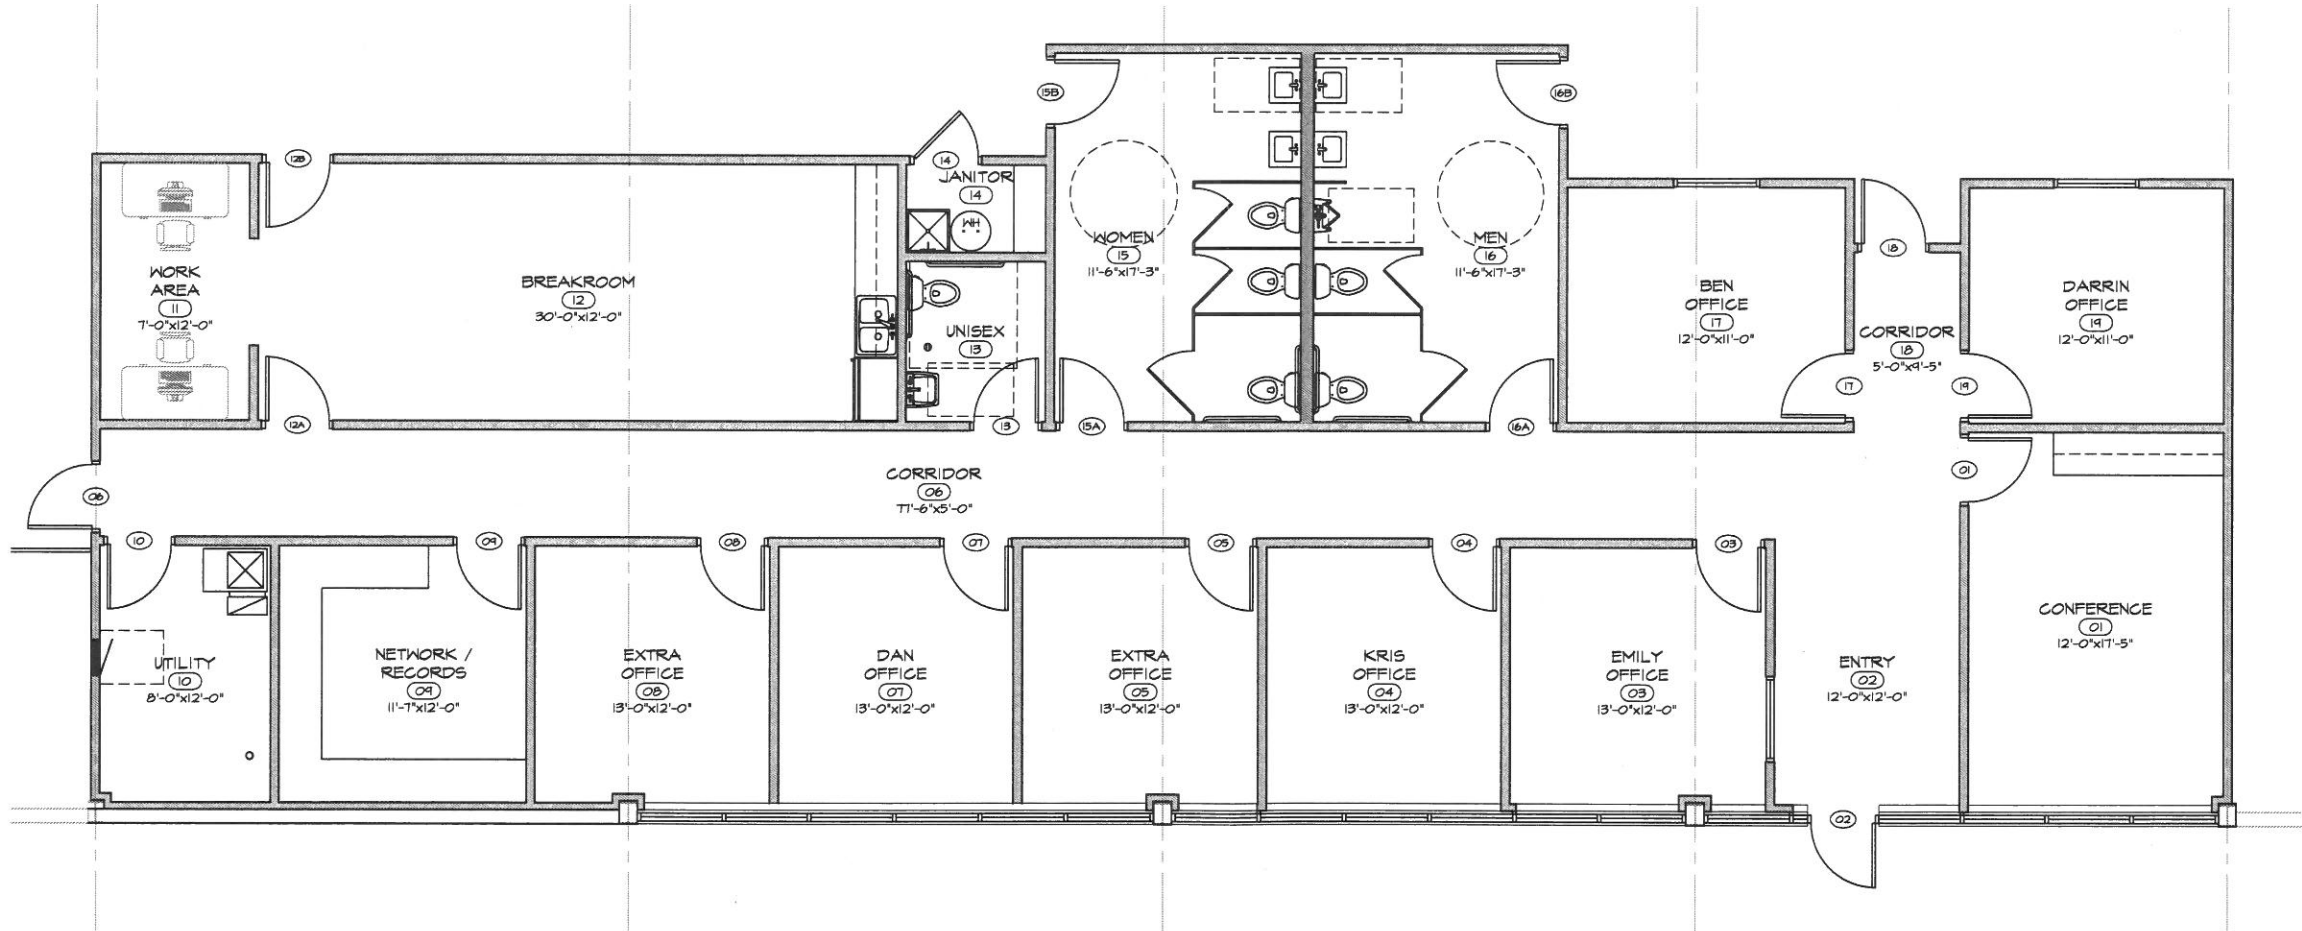 15B
16B
12B
14
JANITOR
14
WH
WORK
AREA
11
7'-0"x12'-0"
BREAKROOM
12
30'-0"x12'-0"
UNISEX
13
WOMEN
15
11'-6"x17'-3"
MEN
16
11'-6"x17'-3"
BEN
OFFICE
17
12'-0"x11'-0"
18
CORRIDOR
18
5'-0"x9'-5"
DARRIN
OFFICE
19
12'-0"x11'-0"
17
19
12A
13
15A
16A
06
CORRIDOR
06
77'-6"x5'-0"
01
10
09
08
07
05
04
03
UTILITY
10
8'-0"x12'-0"
NETWORK /
RECORDS
09
11'-7"x12'-0"
EXTRA
OFFICE
08
13'-0"x12'-0"
DAN
OFFICE
07
13'-0"x12'-0"
EXTRA
OFFICE
05
13'-0"x12'-0"
KRIS
OFFICE
04
13'-0"x12'-0"
EMILY
OFFICE
03
13'-0"x12'-0"
ENTRY
02
12'-0"x12'-0"
CONFERENCE
01
12'-0"x17'-5"
02